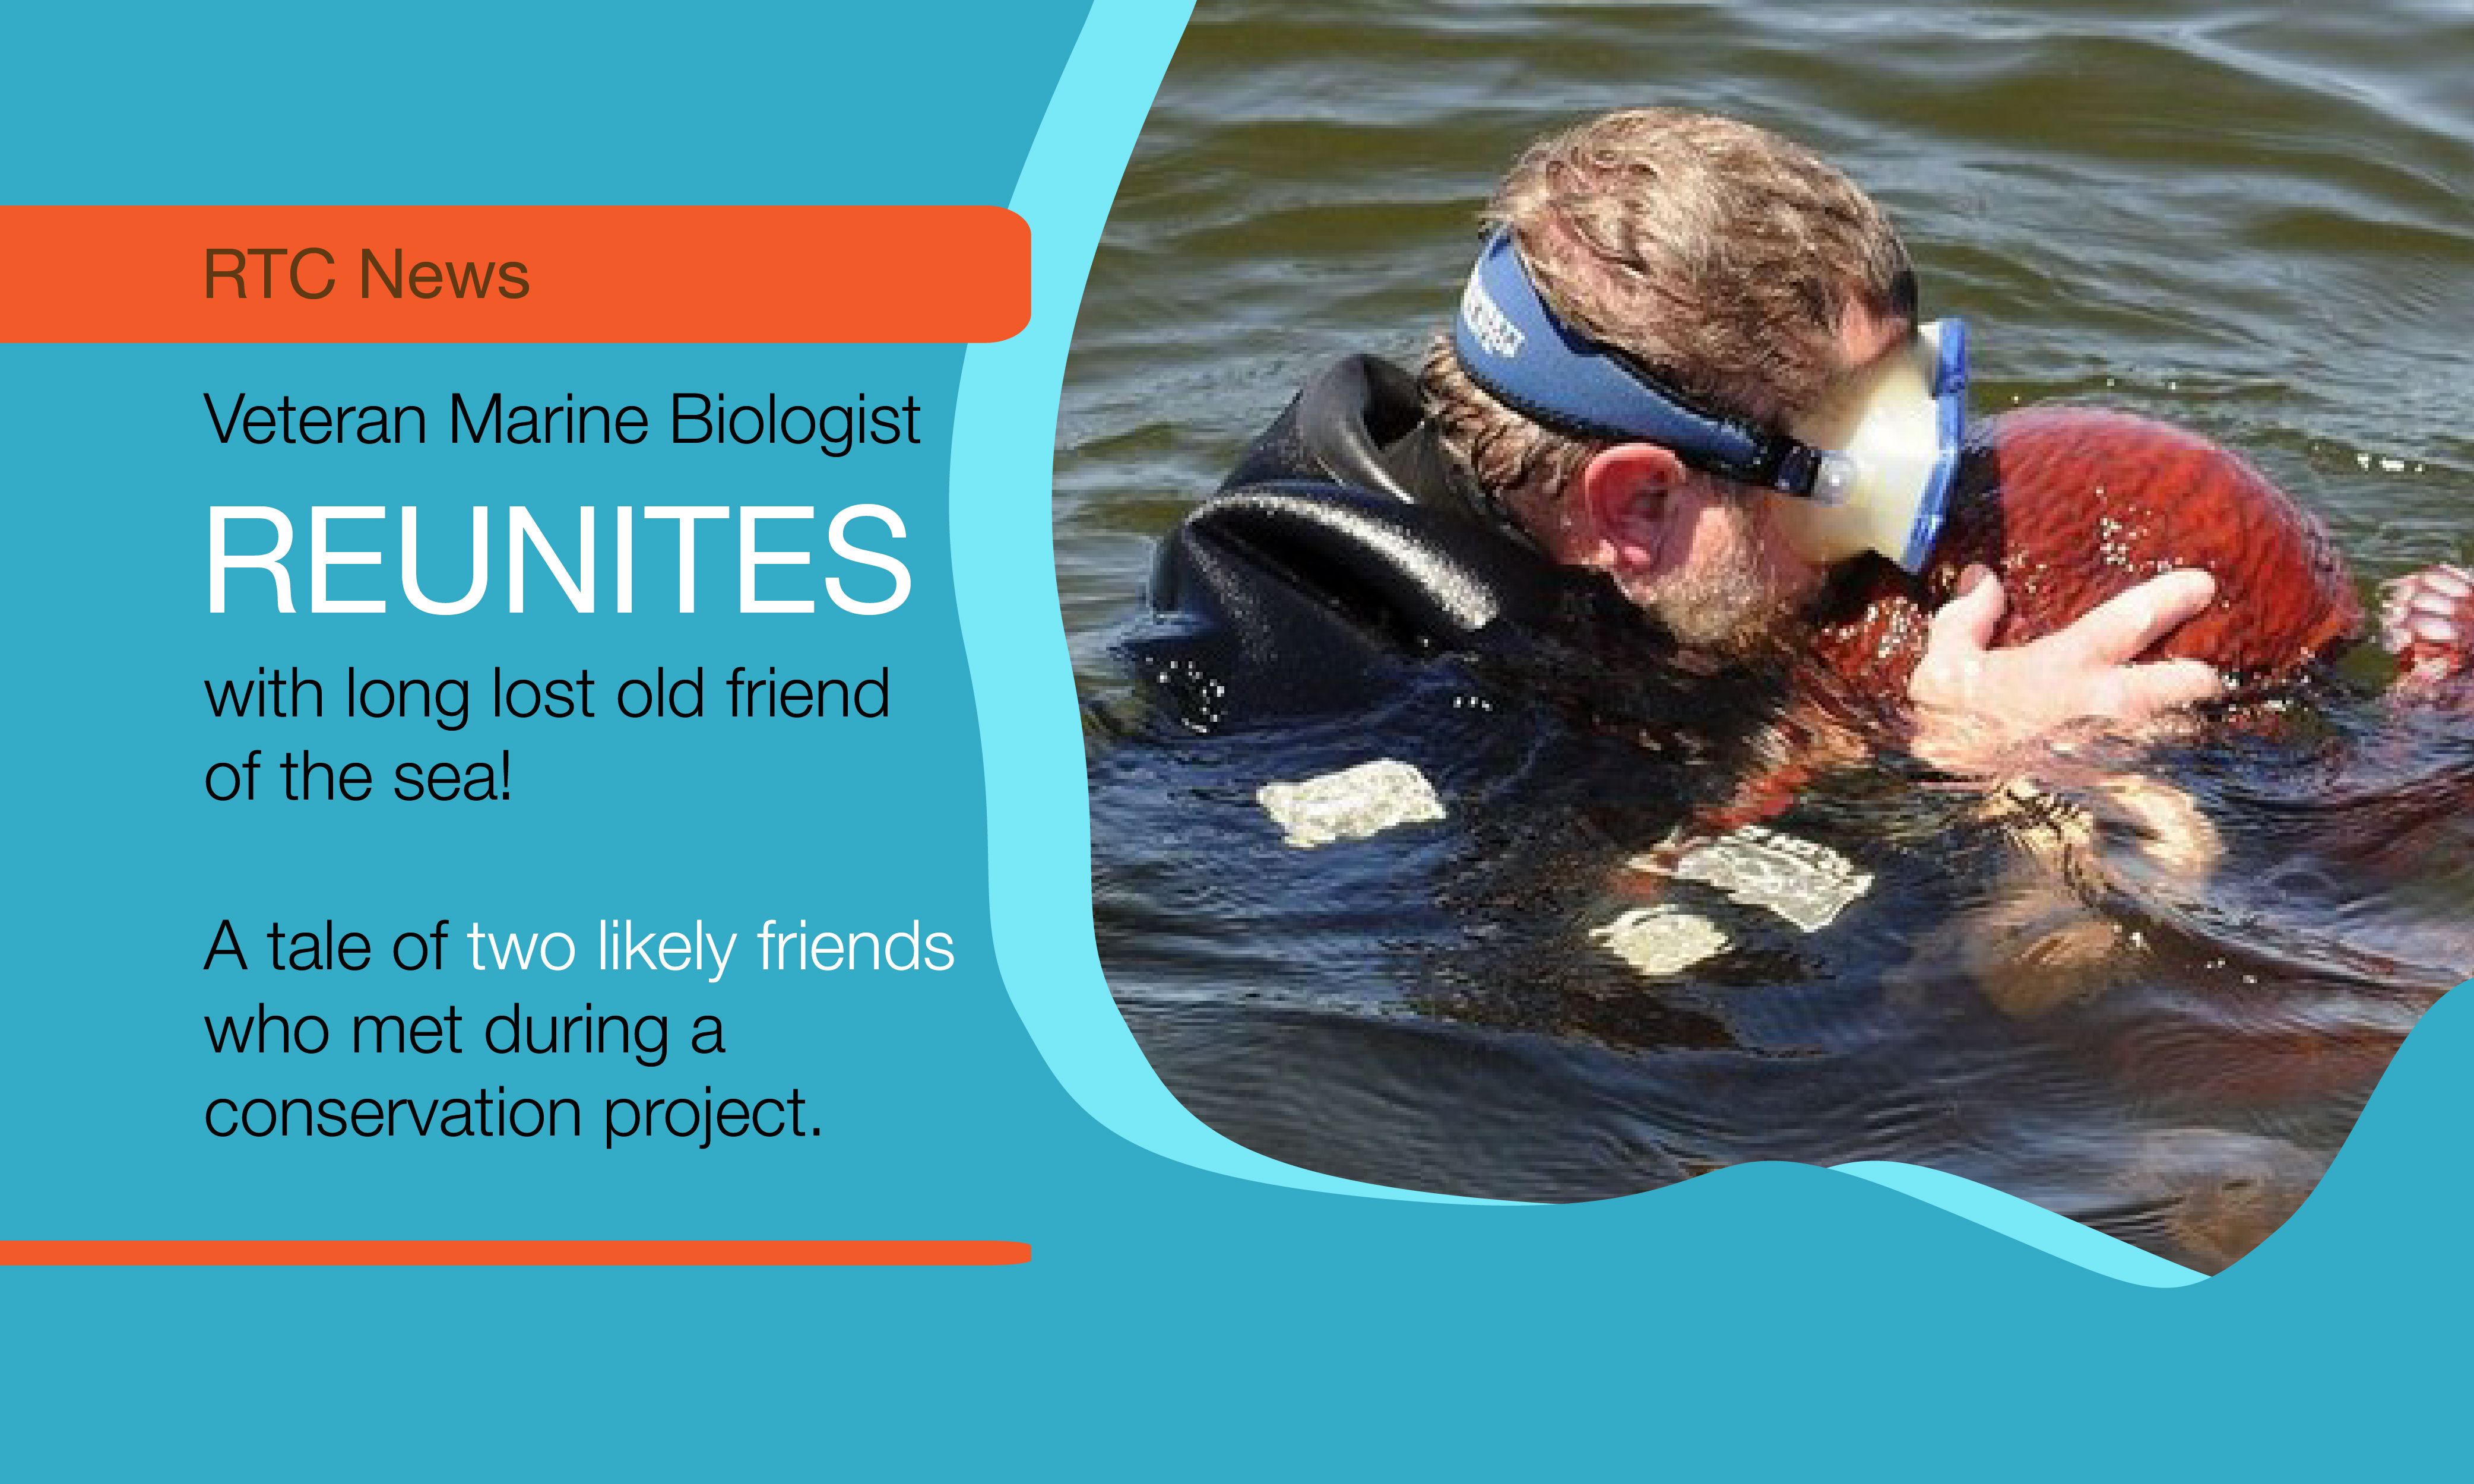 RTC News
Veteran Marine Biologist
REUNITES
with long lost old friend
of the sea!
A tale of two likely friends
who met during a
conservation project.